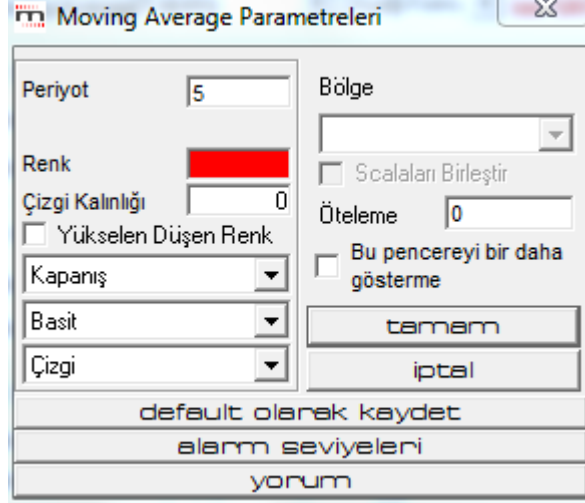 Moving Average Parametreleri
Periyot
5
Renk
Çizgi Kalınlığı
0
Yükselen Düşen Renk
Kapanış
Basit
Çizgi
Bölge
Scalaları Birleştir
Öteleme
0
Bu pencereyi bir daha
gösterme
tamam
iptal
default olarak kaydet
alarm seviyeleri
yorum